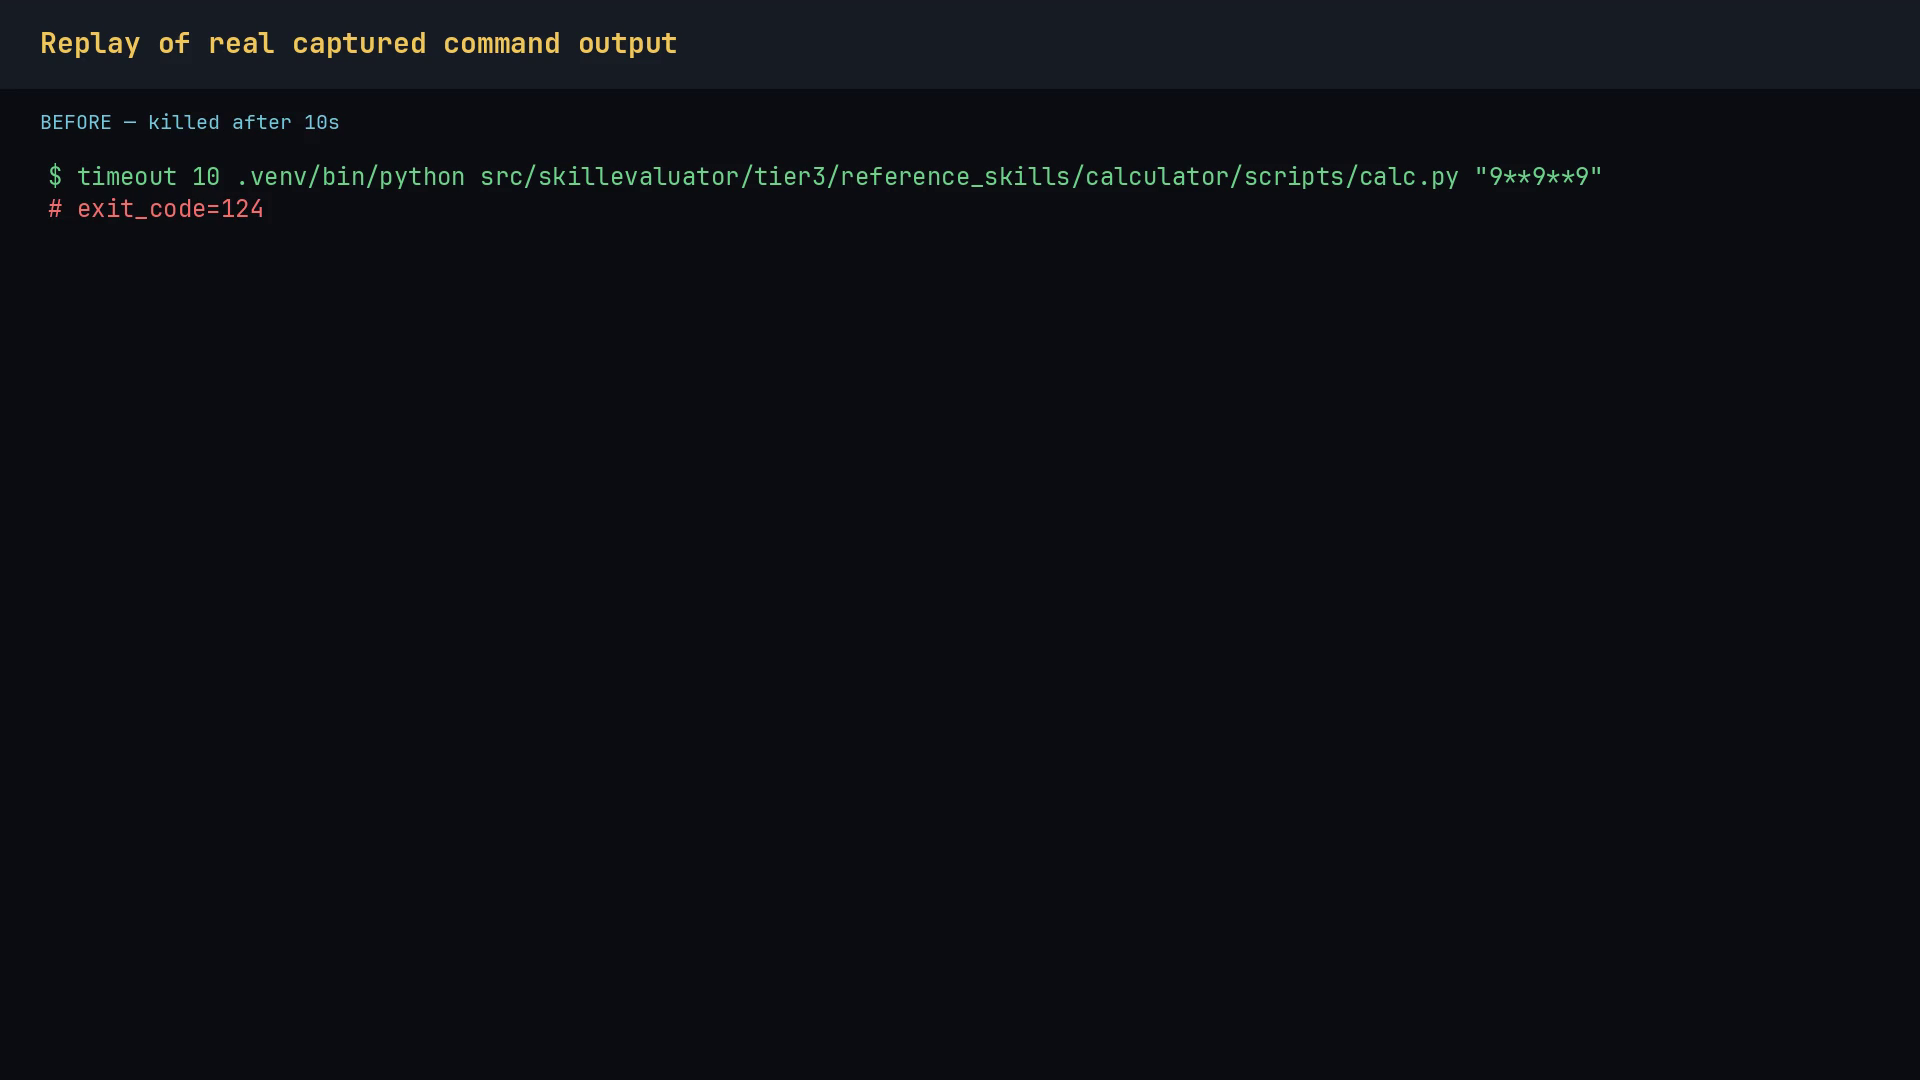 Replay of real captured command output
BEFORE — killed after 10s
$ timeout 10 .venv/bin/python src/skillevaluator/tier3/reference_skills/calculator/scripts/calc.py "9**9**9"
# exit_code=124